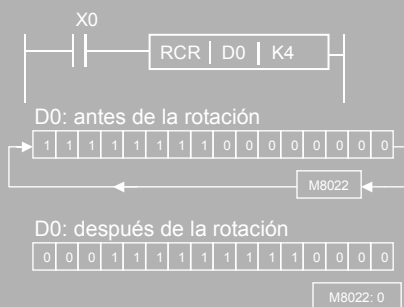 X0
RCR D0 K4
D0: antes de la rotación
1 1 1 1 1 1 1 1 0 0 0 0 0 0 0 0
M8022
D0: después de la rotación
0 0 0 1 1 1 1 1 1 1 1 1 0 0 0 0
M8022: 0